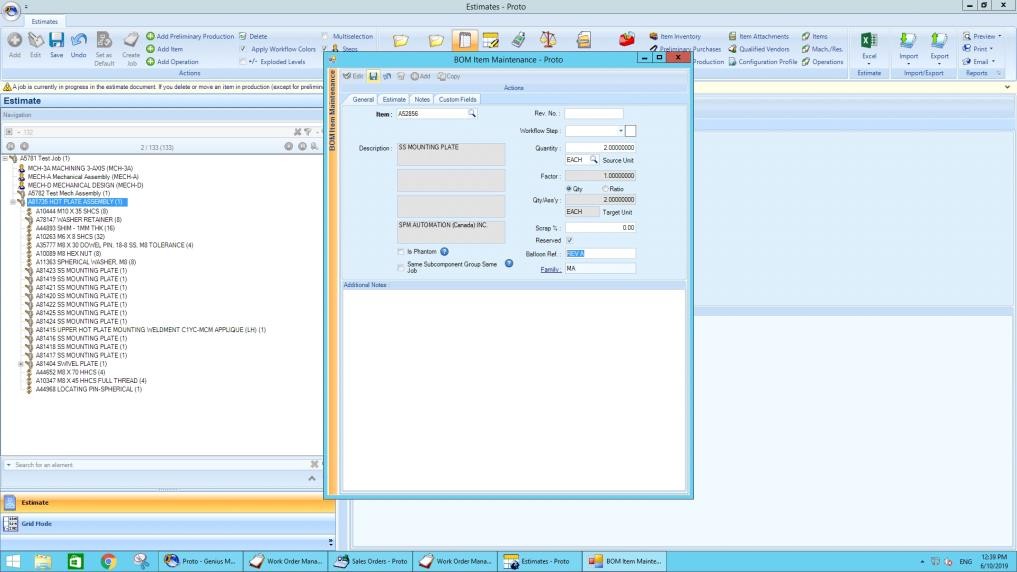 Estimates - Proto
Estimates
Add
Edit
Save
Undo
Set as Default
Create Job
Add Preliminary Production
Add Item
Add Operation
Delete
Apply Workflow Colors
+/- Exploded Levels
Actions
Multiselection
Steps
Item Inventory
Preliminary Purchases
Production
Item Attachments
Qualified Vendors
Configuration Profile
Items
Mach./Res.
Operations
Excel
Estimate
Import
Export
Import/Export
Preview
Print
Email
Reports
A job is currently in progress in the estimate document. If you delete or move an item in production (except for prelimin
Estimate
Navigation
- 132
2 / 133 (133)
A5781 Test Job (1)
MCH-3A MACHINING 3-AXIS (MCH-3A)
MECH-A Mechanical Assembly (MECH-A)
MECH-D MECHANICAL DESIGN (MECH-D)
A5782 Test Mech Assembly (1)
A81735 HOT PLATE ASSEMBLY (1)
A10444 M10 X 35 SHCS (8)
A78147 WASHER RETAINER (8)
A44893 SHIM - 1MM THK (16)
A10263 M6 X 8 SHCS (32)
A35777 M8 X 30 DOWEL PIN, 18-8 SS, M8 TOLERANCE (4)
A10089 M8 HEX NUT (8)
A11363 SPHERICAL WASHER, M8 (8)
A81423 SS MOUNTING PLATE (1)
A81419 SS MOUNTING PLATE (1)
A81421 SS MOUNTING PLATE (1)
A81420 SS MOUNTING PLATE (1)
A81422 SS MOUNTING PLATE (1)
A81425 SS MOUNTING PLATE (1)
A81424 SS MOUNTING PLATE (1)
A81415 UPPER HOT PLATE MOUNTING WELDMENT C1YC-MCM APPLIQUE (LH) (1)
A81416 SS MOUNTING PLATE (1)
A81418 SS MOUNTING PLATE (1)
A81417 SS MOUNTING PLATE (1)
A81404 SWIVEL PLATE (1)
A44652 M8 X 70 HHCS (4)
A10347 M8 X 45 HHCS FULL THREAD (4)
A44968 LOCATING PIN-SPHERICAL (1)
Search for an element
Estimate
Grid Mode
BOM Item Maintenance - Proto
BOM Item Maintenance
Edit
Add
Copy
Actions
General
Estimate
Notes
Custom Fields
Item :
A52856
Description :
SS MOUNTING PLATE
SPM AUTOMATION (Canada) INC.
Is Phantom
Same Subcomponent Group Same Job
Rev. No. :
Workflow Step :
Quantity :
2.00000000
EACH
Source Unit
Factor :
1.00000000
Qty
Ratio
Qty/Ass'y :
2.00000000
EACH
Target Unit
Scrap % :
0.00
Reserved
Balloon Ref. :
REV A
Family :
MA
Additional Notes :
Proto - Genius M...
Work Order Mana...
Sales Orders - Proto
Work Order Mana...
Estimates - Proto
BOM Item Mainte...
ENG
12:39 PM
6/10/2019